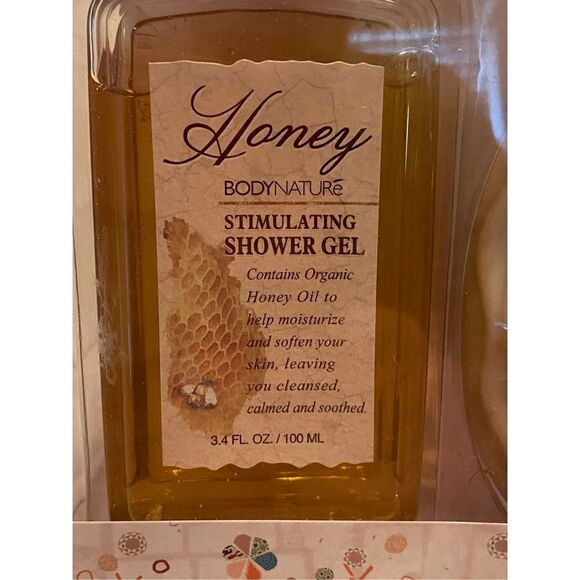 Honey
BODYNATURé
STIMULATING
SHOWER GEL
Contains Organic
Honey Oil to
help moisturize
and soften your
skin, leaving
you cleansed,
calmed and soothed.
3.4 FL. OZ. / 100 ML